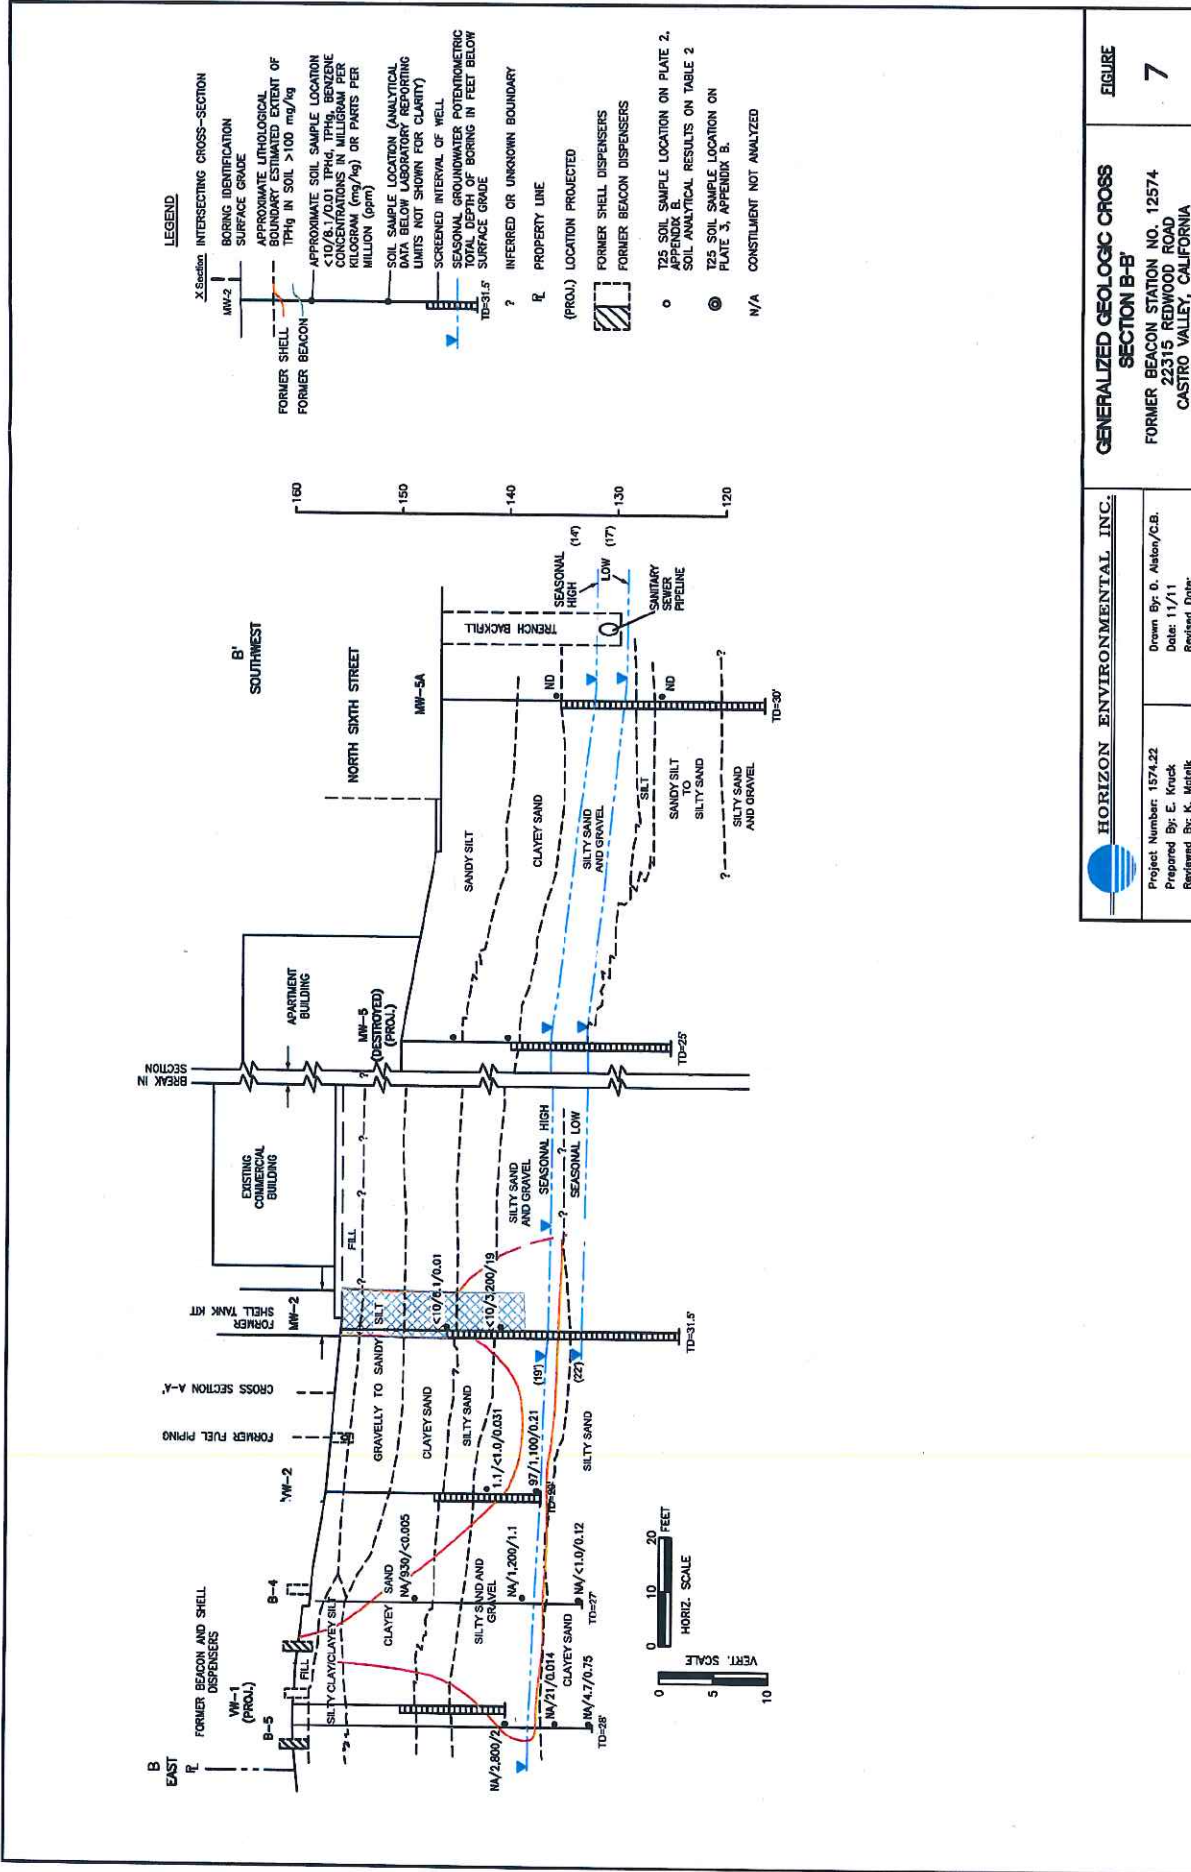 LEGEND
X Section INTERSECTING CROSS-SECTION
MW-2
BORING IDENTIFICATION
SURFACE GRADE
APPROXIMATE LITHOLOGICAL
BOUNDARY ESTIMATED EXTENT OF
TPHg IN SOIL >100 mg/kg
FORMER SHELL
FORMER BEACON
APPROXIMATE SOIL SAMPLE LOCATION
<10/8.1/0.01 TPHd, TPHg, BENZENE
CONCENTRATIONS IN MILLIGRAM PER
KILOGRAM (mg/kg) OR PARTS PER
MILLION (ppm)
SOIL SAMPLE LOCATION (ANALYTICAL
DATA BELOW LABORATORY REPORTING
LIMITS NOT SHOWN FOR CLARITY)
SCREENED INTERVAL OF WELL
SEASONAL GROUNDWATER POTENTIOMETRIC
TOTAL DEPTH OF BORING IN FEET BELOW
SURFACE GRADE
TD=31.5'
? INFERRED OR UNKNOWN BOUNDARY
PL PROPERTY LINE
(PROJ.) LOCATION PROJECTED
FORMER SHELL DISPENSERS
FORMER BEACON DISPENSERS
T25 SOIL SAMPLE LOCATION ON PLATE 2,
APPENDIX B.
SOIL ANALYTICAL RESULTS ON TABLE 2
T25 SOIL SAMPLE LOCATION ON
PLATE 3, APPENDIX B.
N/A CONSTILMENT NOT ANALYZED
B
EAST
PL
FORMER BEACON AND SHELL
DISPENSERS
VW-1
(PROJ.)
B-5
B-4
VW-2
FORMER FUEL PIPING
CROSS SECTION A-A'
FORMER
SHELL TANK KIT
MW-2
EXISTING
COMMERCIAL
BUILDING
BREAK IN
SECTION
APARTMENT
BUILDING
MW-5
(DESTROYED)
(PROJ.)
NORTH SIXTH STREET
MW-5A
B'
SOUTHWEST
160
150
140
130
120
FILL
SILTY CLAY/CLAYEY SILT
CLAYEY SAND
SILTY SAND AND
GRAVEL
CLAYEY SAND
NA/2,800/2
NA/21/0.014
NA/4.7/0.75
TD=28'
NA/930/<0.005
NA/1,200/1.1
NA/<1.0/0.12
TD=27'
1.1/<1.0/0.031
97/1,100/0.21
GRAVELLY TO SANDY SILT
CLAYEY SAND
SILTY SAND
SILTY SAND
<10/8.1/0.01
<10/3,200/19
(19')
(22')
TD=31.5'
FILL
? ? ?
SILTY SAND
AND GRAVEL
SEASONAL HIGH
? ?
SEASONAL LOW
TD=25'
SANDY SILT
CLAYEY SAND
SILTY SAND
AND GRAVEL
SILT
SANDY SILT
TO
SILTY SAND
? ?
SILTY SAND
AND GRAVEL
ND
ND
TD=30'
TRENCH BACKFILL
SEASONAL
HIGH
(14')
LOW
(17')
SANITARY
SEWER
PIPELINE
0 10 20
FEET
HORIZ. SCALE
VERT. SCALE
0
5
10
HORIZON ENVIRONMENTAL INC.
Project Number: 1574.22
Prepared By: E. Kruck
Drawn By: D. Alston/C.B.
Date: 11/11
GENERALIZED GEOLOGIC CROSS
SECTION B-B'
FORMER BEACON STATION NO. 12574
22315 REDWOOD ROAD
CASTRO VALLEY, CALIFORNIA
FIGURE
7